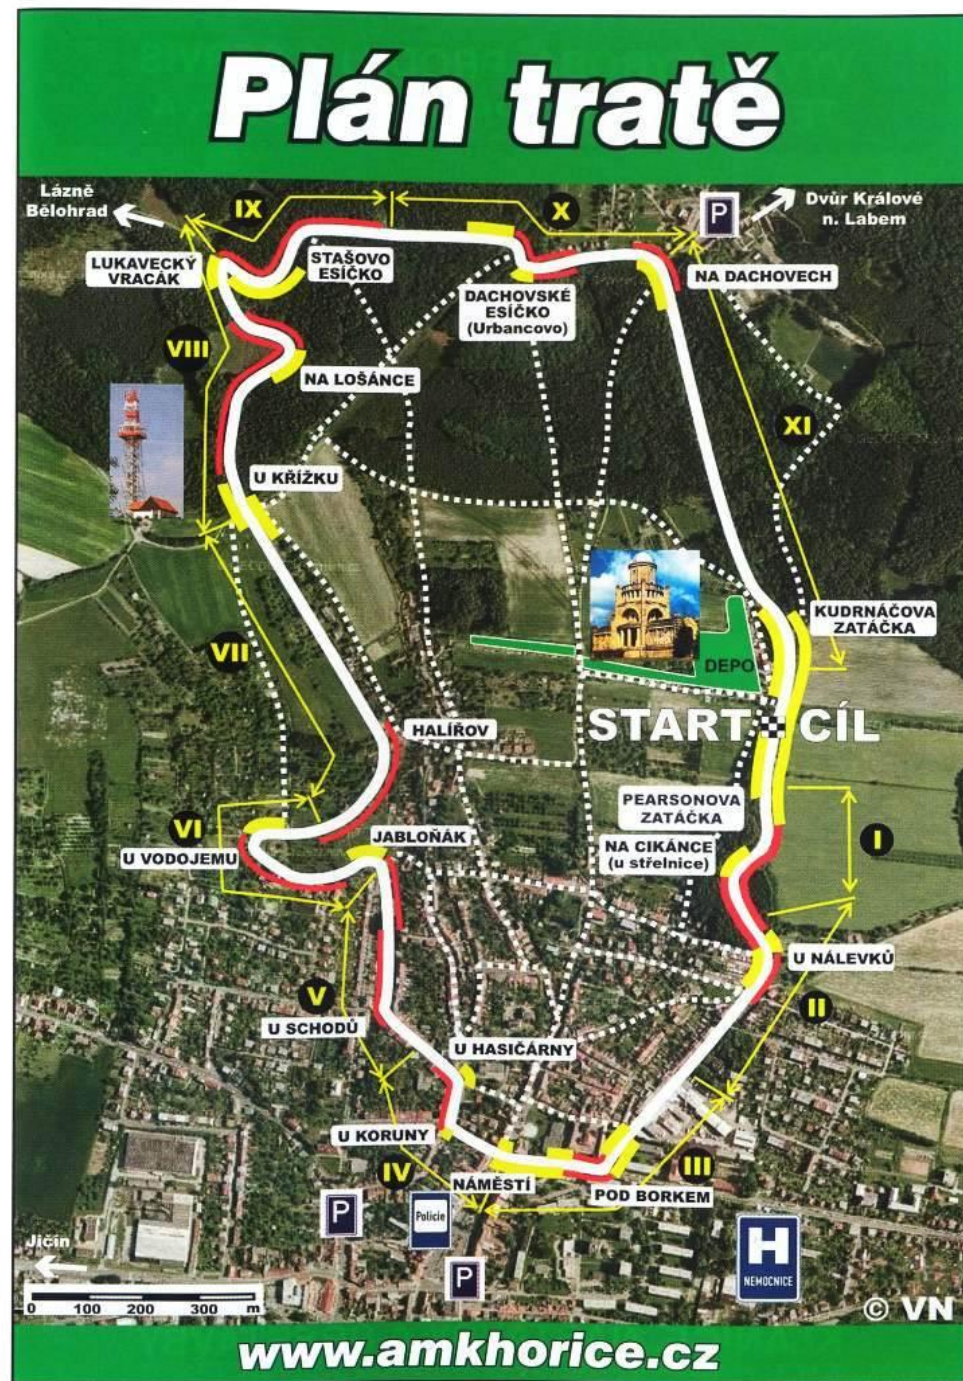 Plán tratě
Lázně
Bělohrad
IX
X
P
Dvůr Králové
n. Labem
LUKAVECKÝ
VRACÁK
STAŠOVO
ESÍČKO
DACHOVSKÉ
ESÍČKO
(Urbancovo)
NA DACHOVECH
VIII
NA LOŠÁNCE
XI
U KŘÍŽKU
KUDRNÁČOVA
ZATÁČKA
VII
DEPO
HALÍŘOV
START CÍL
PEARSONOVA
ZATÁČKA
VI
U VODOJEMU
JABLOŇÁK
NA CIKÁNCE
(u střelnice)
I
U NÁLEVKŮ
V
II
U SCHODŮ
U HASIČÁRNY
U KORUNY
IV
NÁMĚSTÍ
III
POD BORKEM
P
Policie
P
H
NEMOCNICE
Jičín
0 100 200 300 m
© VN
www.amkhorice.cz